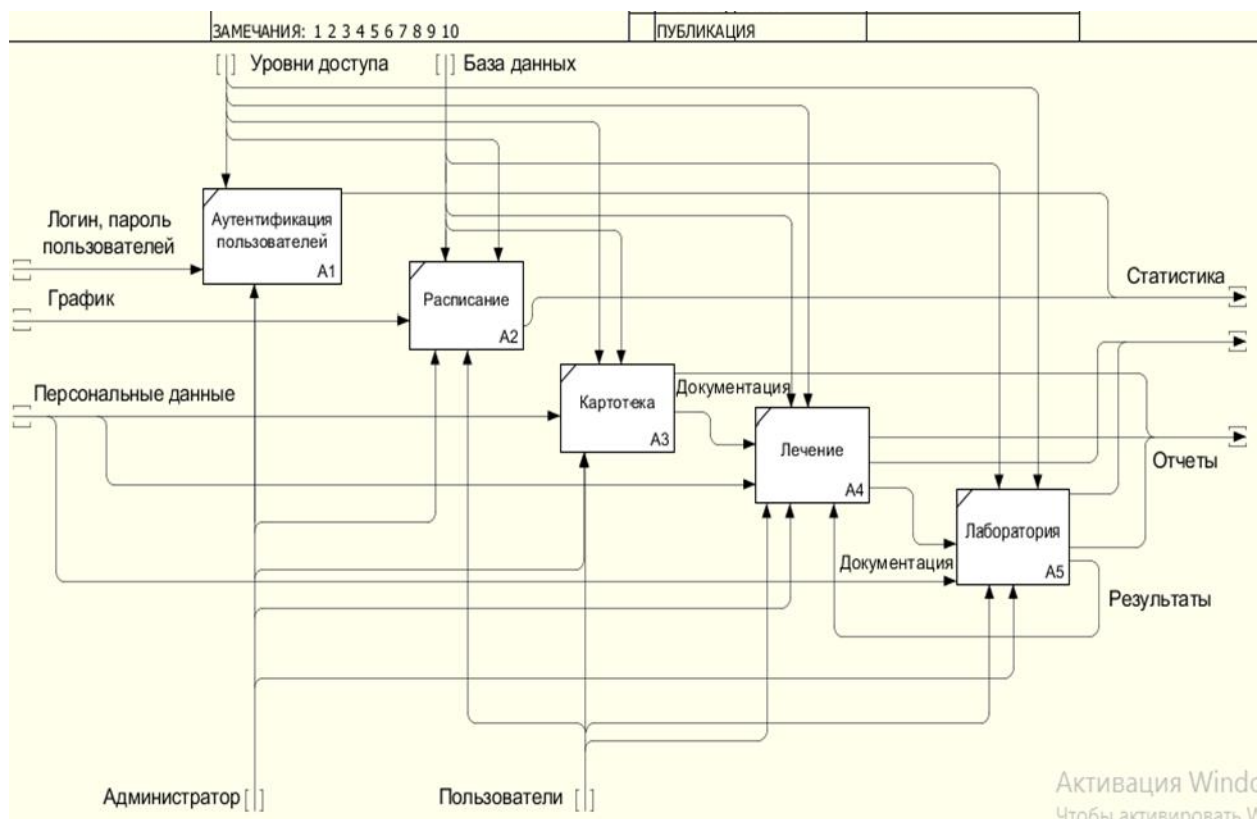 ЗАМЕЧАНИЯ: 1 2 3 4 5 6 7 8 9 10
ПУБЛИКАЦИЯ
Уровни доступа
База данных
Логин, пароль
пользователей
Аутентификация
пользователей
A1
График
Расписание
A2
Статистика
Персональные данные
Картотека
A3
Документация
Лечение
A4
Отчеты
Лаборатория
A5
Документация
Результаты
Администратор
Пользователи
Активация Windo
Чтобы активировать W